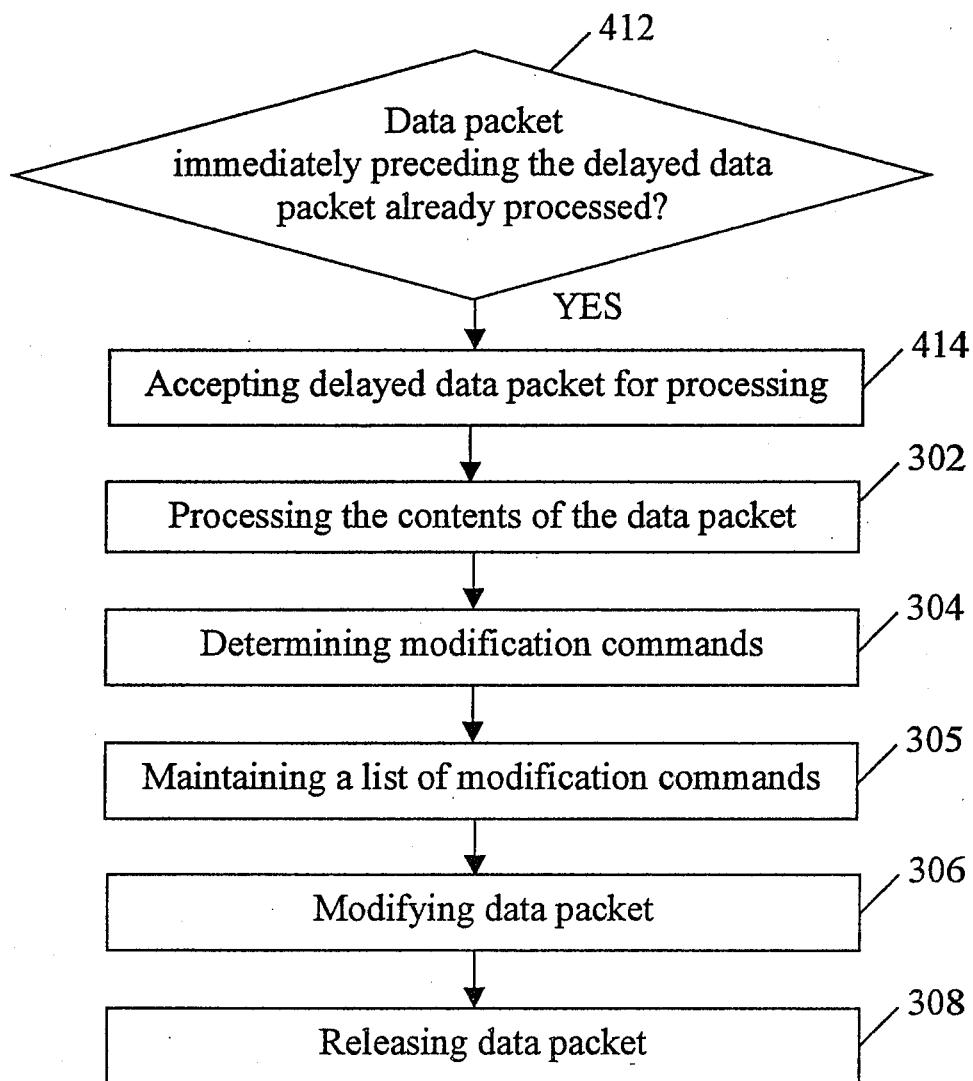 412
Data packet
immediately preceding the delayed data
packet already processed?
YES
414
Accepting delayed data packet for processing
302
Processing the contents of the data packet
304
Determining modification commands
305
Maintaining a list of modification commands
306
Modifying data packet
308
Releasing data packet